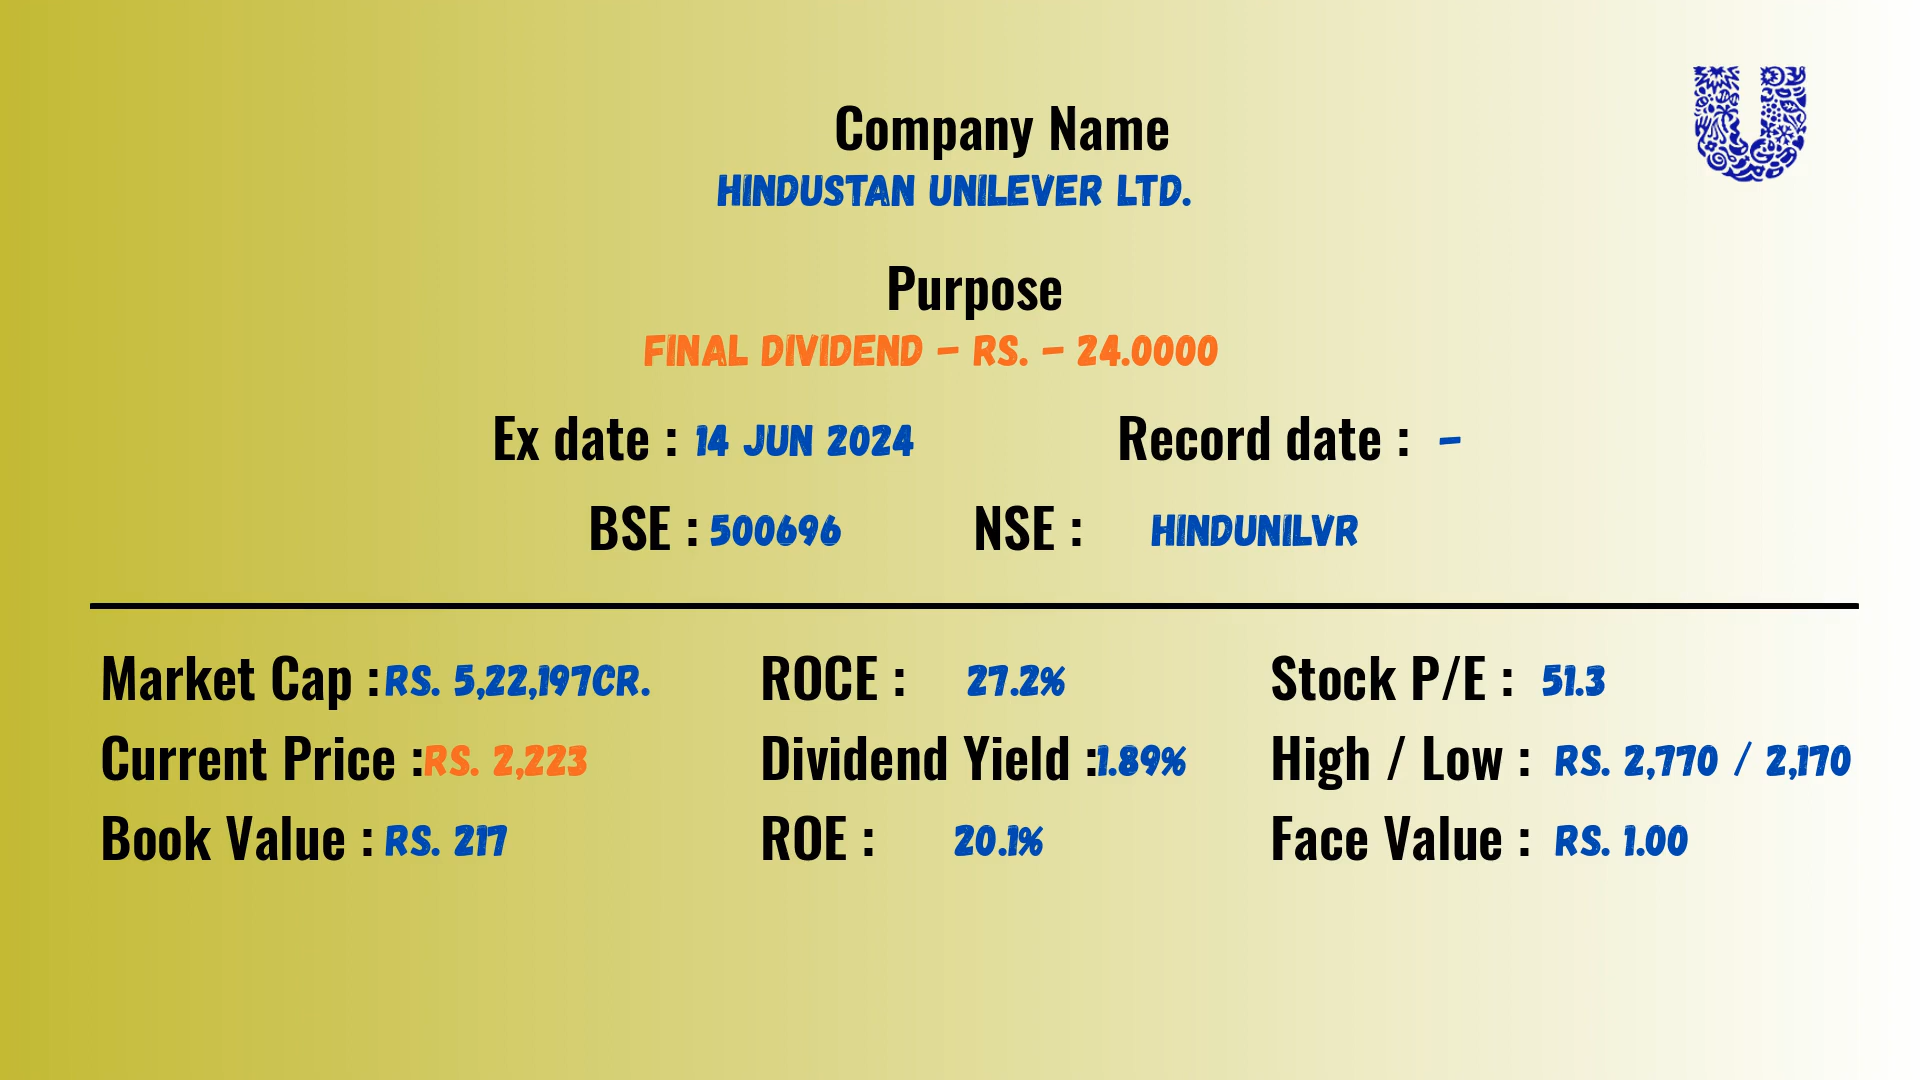 Company Name
HINDUSTAN UNILEVER LTD.
Purpose
FINAL DIVIDEND - RS. - 24.0000
Ex date : 14 JUN 2024 Record date : -
BSE : 500696 NSE : HINDUNILVR
Market Cap : RS. 5,22,197CR. ROCE : 27.2% Stock P/E : 51.3
Current Price : RS. 2,223 Dividend Yield : 1.89% High / Low : RS. 2,770 / 2,170
Book Value : RS. 217 ROE : 20.1% Face Value : RS. 1.00